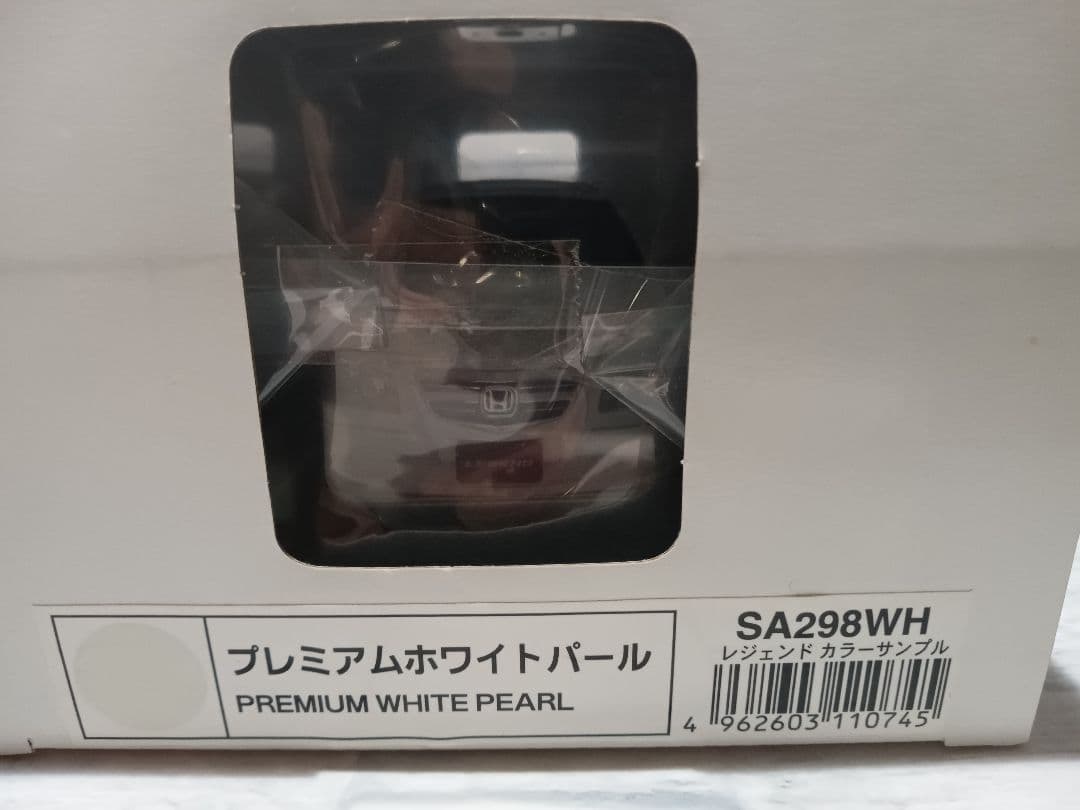 プレミアムホワイトパール
PREMIUM WHITE PEARL
SA298WH
レジェンド カラーサンプル
4 962603 110745